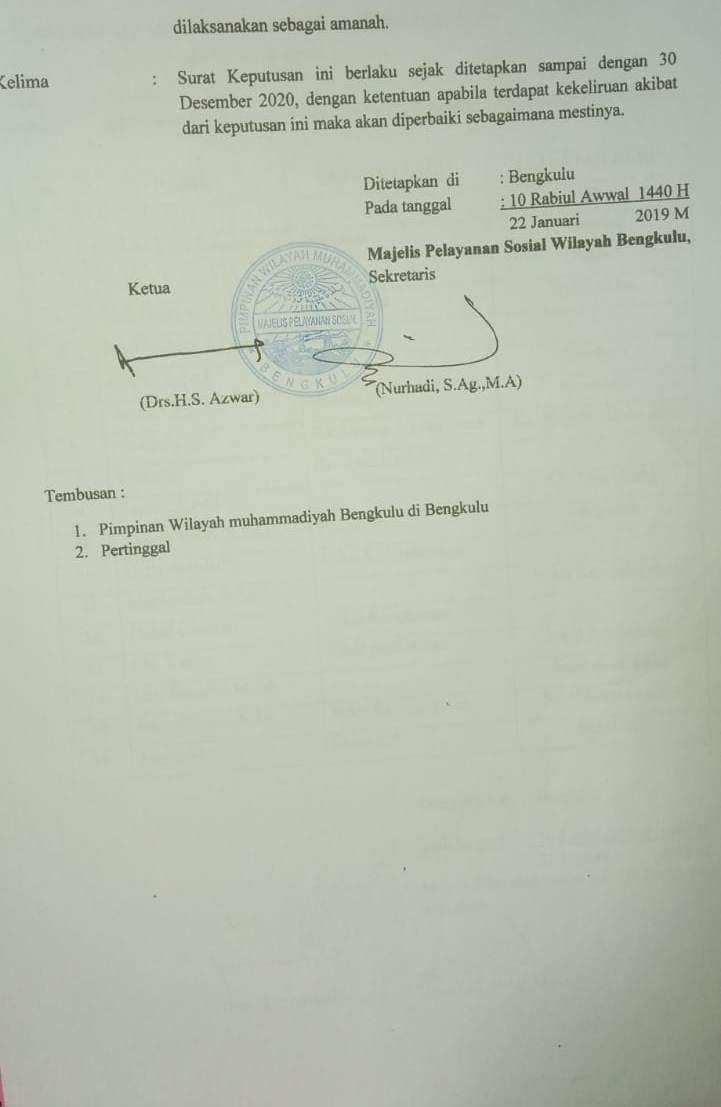 dilaksanakan sebagai amanah.
Kelima : Surat Keputusan ini berlaku sejak ditetapkan sampai dengan 30
Desember 2020, dengan ketentuan apabila terdapat kekeliruan akibat
dari keputusan ini maka akan diperbaiki sebagaimana mestinya.
Ditetapkan di : Bengkulu
Pada tanggal : 10 Rabiul Awwal 1440 H
22 Januari 2019 M
Majelis Pelayanan Sosial Wilayah Bengkulu,
Ketua
Sekretaris
PIMPINAN WILAYAH MUHAMMADIYAH
MAJELIS PELAYANAN SOSIAL
BENGKULU
(Drs.H.S. Azwar)
(Nurhadi, S.Ag.,M.A)
Tembusan :
1. Pimpinan Wilayah muhammadiyah Bengkulu di Bengkulu
2. Pertinggal